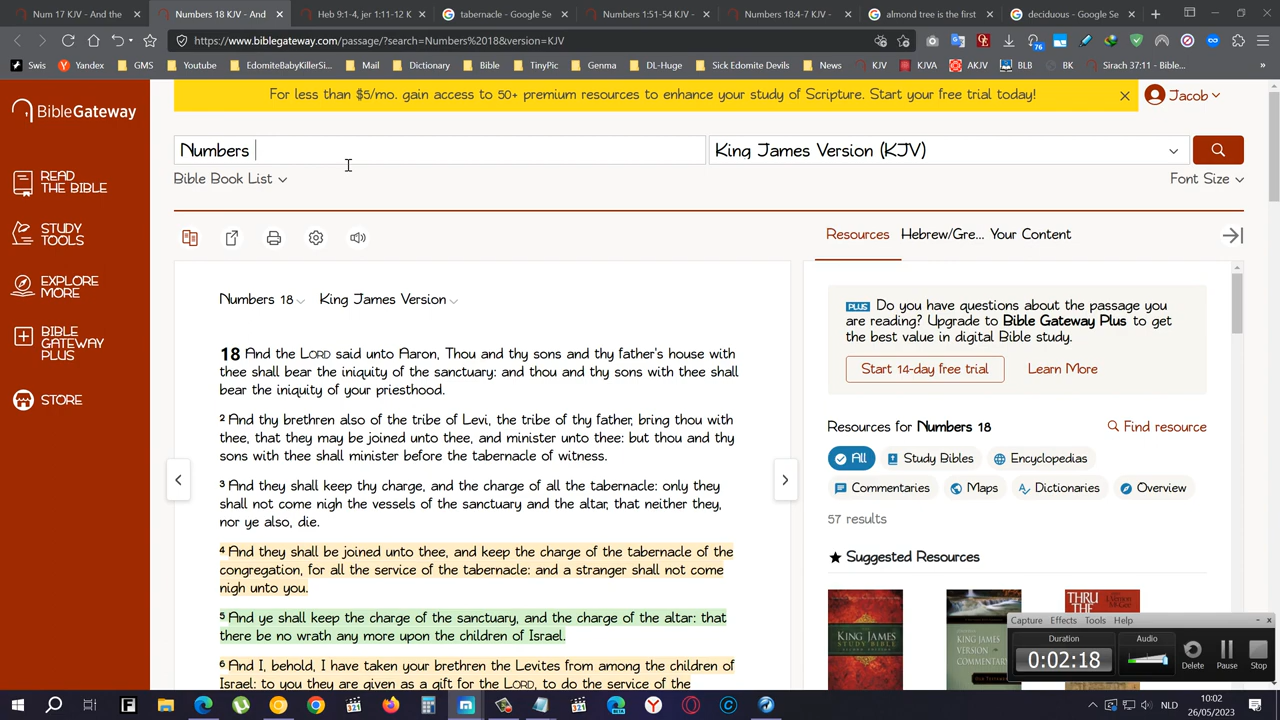 Num 17 KJV - And the
Numbers 18 KJV - And
Heb 9:1-4, jer 1:11-12 K
tabernacle - Google Se
Numbers 1:51-54 KJV -
Numbers 18:4-7 KJV -
almond tree is the first
deciduous - Google Se
https://www.biblegateway.com/passage/?search=Numbers%2018&version=KJV
76
Swis
Yandex
GMS
Youtube
EdomiteBabyKillerSi...
Mail
Dictionary
Bible
TinyPic
Genma
DL-Huge
Sick Edomite Devils
News
KJV
KJVA
AKJV
BLB
BK
Sirach 37:11 - Bible...
BibleGateway
For less than $5/mo. gain access to 50+ premium resources to enhance your study of Scripture. Start your free trial today!
Jacob
Numbers
King James Version (KJV)
Bible Book List
Font Size
READ
THE BIBLE
STUDY
TOOLS
EXPLORE
MORE
BIBLE
GATEWAY
PLUS
STORE
Resources
Hebrew/Gre...
Your Content
Numbers 18
King James Version
18 And the LORD said unto Aaron, Thou and thy sons and thy father's house with
thee shall bear the iniquity of the sanctuary: and thou and thy sons with thee shall
bear the iniquity of your priesthood.
2 And thy brethren also of the tribe of Levi, the tribe of thy father, bring thou with
thee, that they may be joined unto thee, and minister unto thee: but thou and thy
sons with thee shall minister before the tabernacle of witness.
3 And they shall keep thy charge, and the charge of all the tabernacle: only they
shall not come nigh the vessels of the sanctuary and the altar, that neither they,
nor ye also, die.
4 And they shall be joined unto thee, and keep the charge of the tabernacle of the
congregation, for all the service of the tabernacle: and a stranger shall not come
nigh unto you.
5 And ye shall keep the charge of the sanctuary, and the charge of the altar: that
there be no wrath any more upon the children of Israel.
6 And I, behold, I have taken your brethren the Levites from among the children of
Israel: to you they are given as a gift for the LORD, to do the service of the
PLUS Do you have questions about the passage you
are reading? Upgrade to Bible Gateway Plus to get
the best value in digital Bible study.
Start 14-day free trial
Learn More
Resources for Numbers 18
Find resource
All
Study Bibles
Encyclopedias
Commentaries
Maps
Dictionaries
Overview
57 results
Suggested Resources
KING JAMES
STUDY BIBLE
KING JAMES
VERSION
COMMENTARY
THRU
THE
Capture
Effects
Tools
Help
Duration
0:02:18
Audio
Delete
Pause
Stop
NLD
10:02
26/05/2023